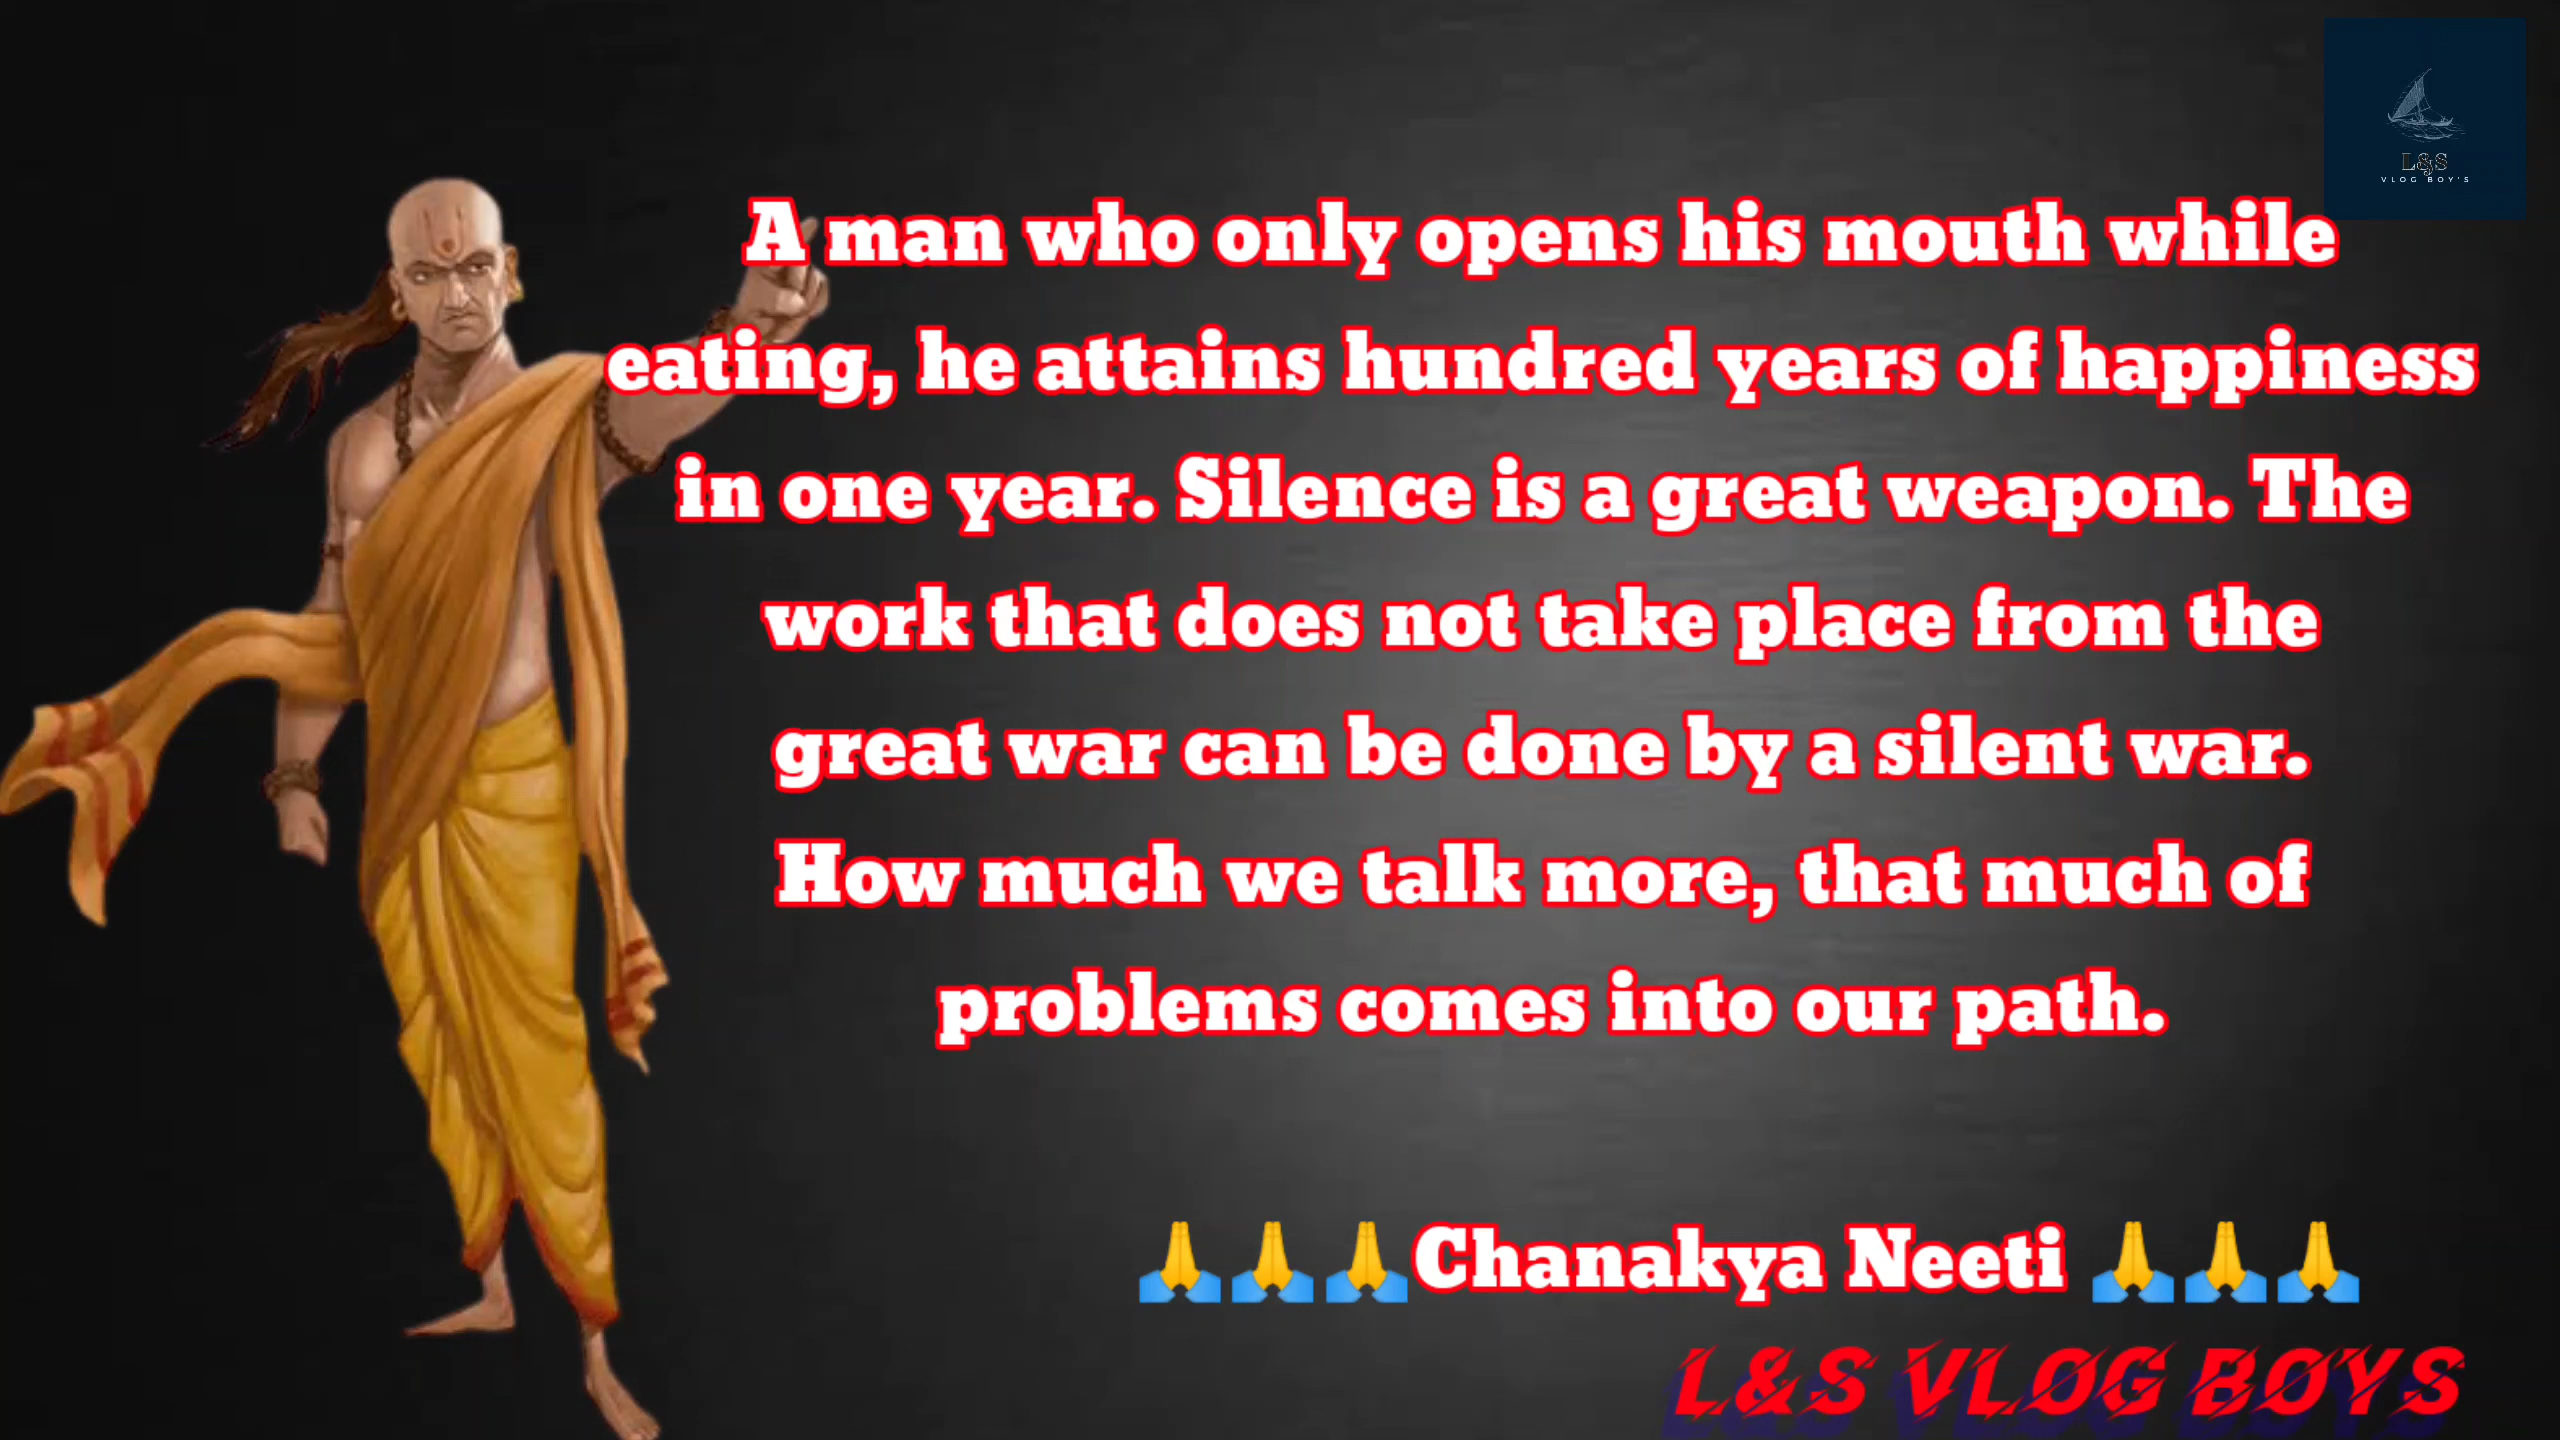 L&S
VLOG BOY'S
A man who only opens his mouth while
eating, he attains hundred years of happiness
in one year. Silence is a great weapon. The
work that does not take place from the
great war can be done by a silent war.
How much we talk more, that much of
problems comes into our path.
🙏🙏🙏Chanakya Neeti 🙏🙏🙏
L&S VLOG BOYS